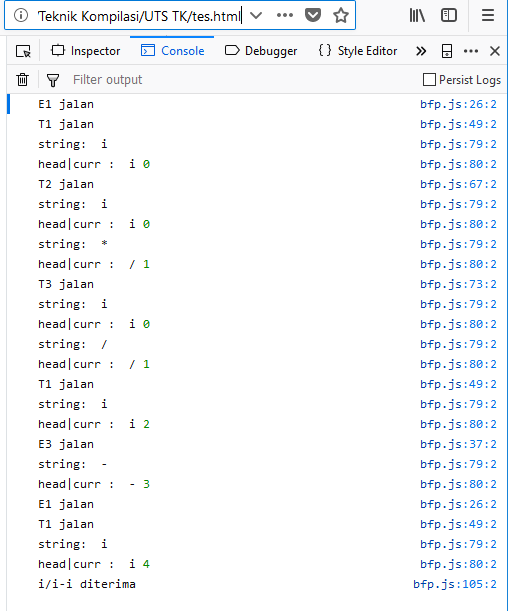 'Teknik Kompilasi/UTS TK/tes.html
Inspector Console Debugger {} Style Editor
Filter output Persist Logs
E1 jalan bfp.js:26:2
T1 jalan bfp.js:49:2
string: i bfp.js:79:2
head|curr : i 0 bfp.js:80:2
T2 jalan bfp.js:67:2
string: i bfp.js:79:2
head|curr : i 0 bfp.js:80:2
string: * bfp.js:79:2
head|curr : / 1 bfp.js:80:2
T3 jalan bfp.js:73:2
string: i bfp.js:79:2
head|curr : i 0 bfp.js:80:2
string: / bfp.js:79:2
head|curr : / 1 bfp.js:80:2
T1 jalan bfp.js:49:2
string: i bfp.js:79:2
head|curr : i 2 bfp.js:80:2
E3 jalan bfp.js:37:2
string: - bfp.js:79:2
head|curr : - 3 bfp.js:80:2
E1 jalan bfp.js:26:2
T1 jalan bfp.js:49:2
string: i bfp.js:79:2
head|curr : i 4 bfp.js:80:2
i/i-i diterima bfp.js:105:2